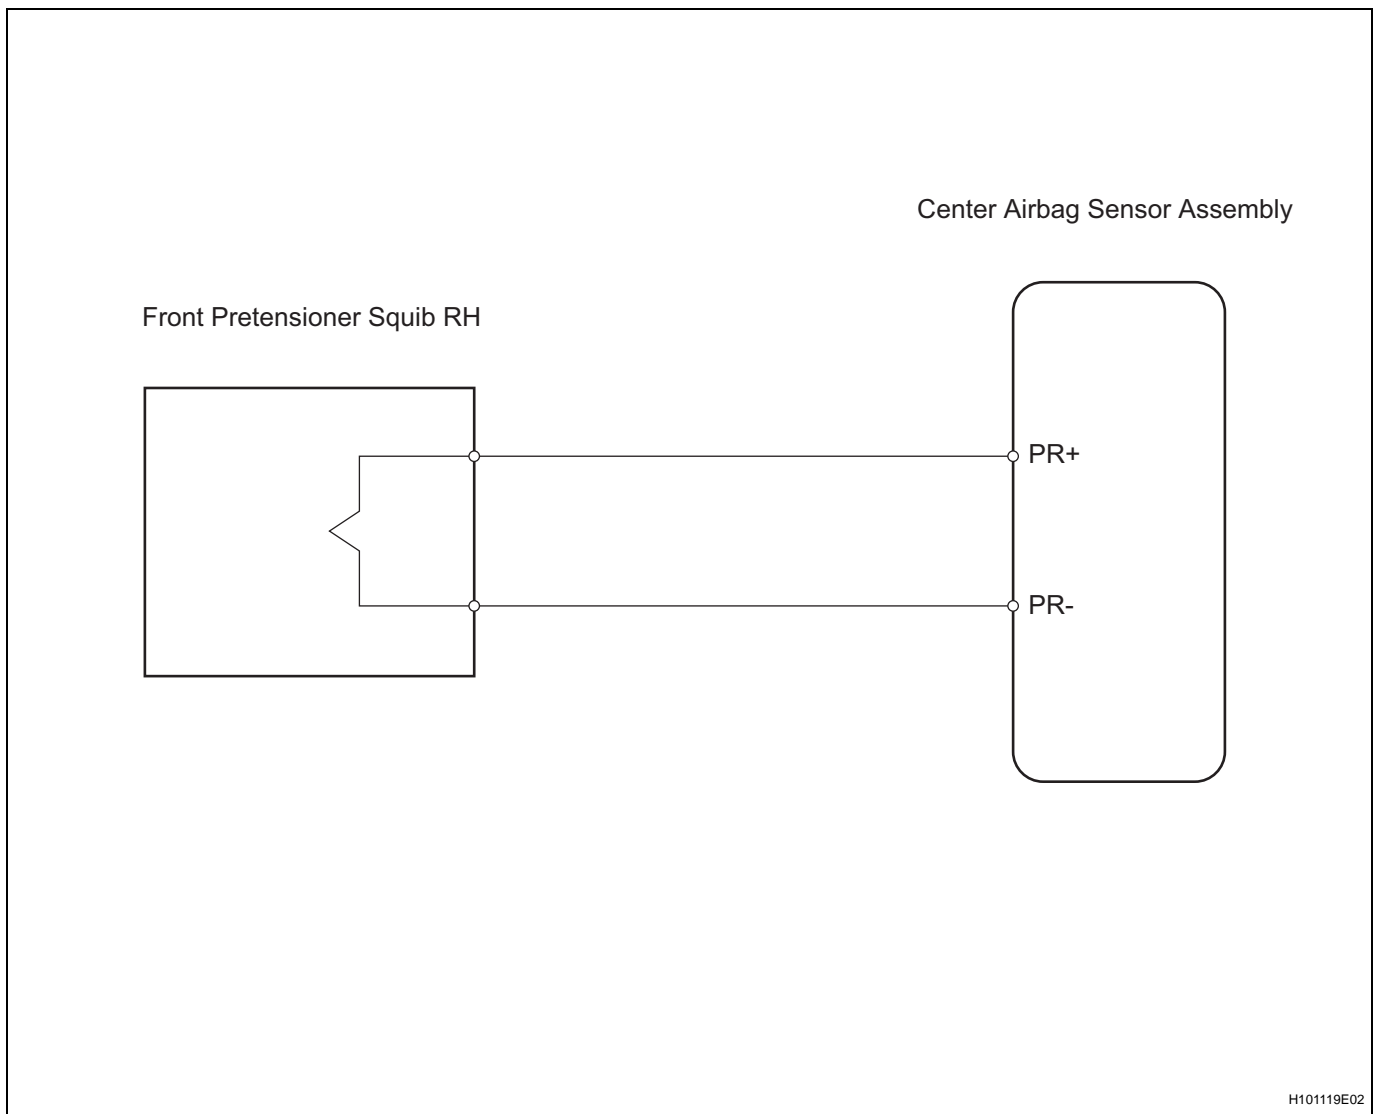 Center Airbag Sensor Assembly
Front Pretensioner Squib RH
PR+
PR-
H101119E02